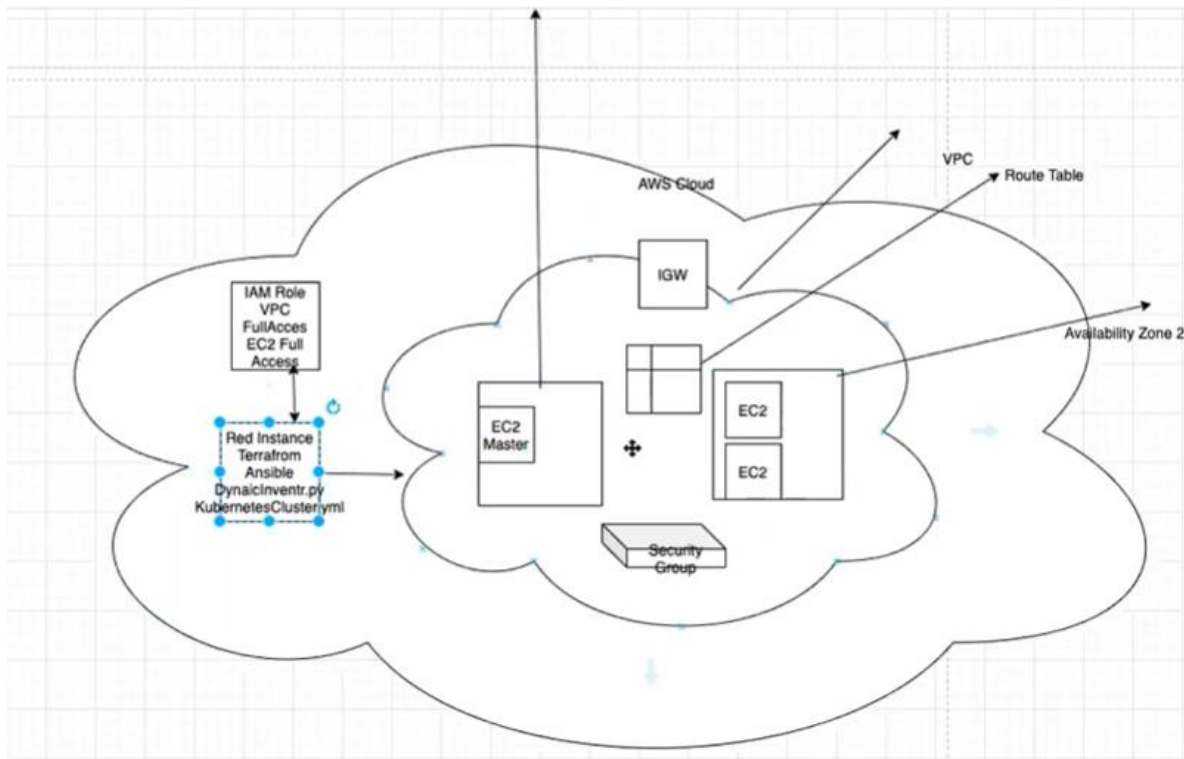 VPC
AWS Cloud
Route Table
IGW
IAM Role
VPC
FullAcces
EC2 Full
Access
Availability Zone 2
EC2
Master
EC2
EC2
Red Instance
Terrafrom
Ansible
DynaicInventr.py
KubernetesCluster.yml
Security
Group